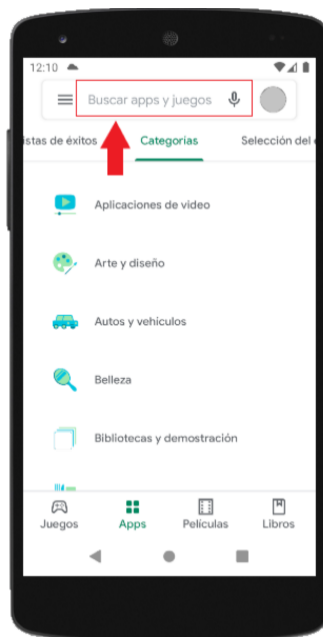 12:10
Buscar apps y juegos
istas de éxitos Categorías Selección del e
Aplicaciones de video
Arte y diseño
Autos y vehículos
Belleza
Bibliotecas y demostración
Juegos Apps Películas Libros